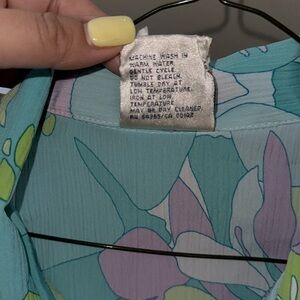 MACHINE WASH IN
WARM WATER.
GENTLE CYCLE.
DO NOT BLEACH.
TUMBLE DRY AT
LOW TEMPERATURE.
IRON AT LOW
TEMPERATURE
MAY BE DRY CLEANED.
RN